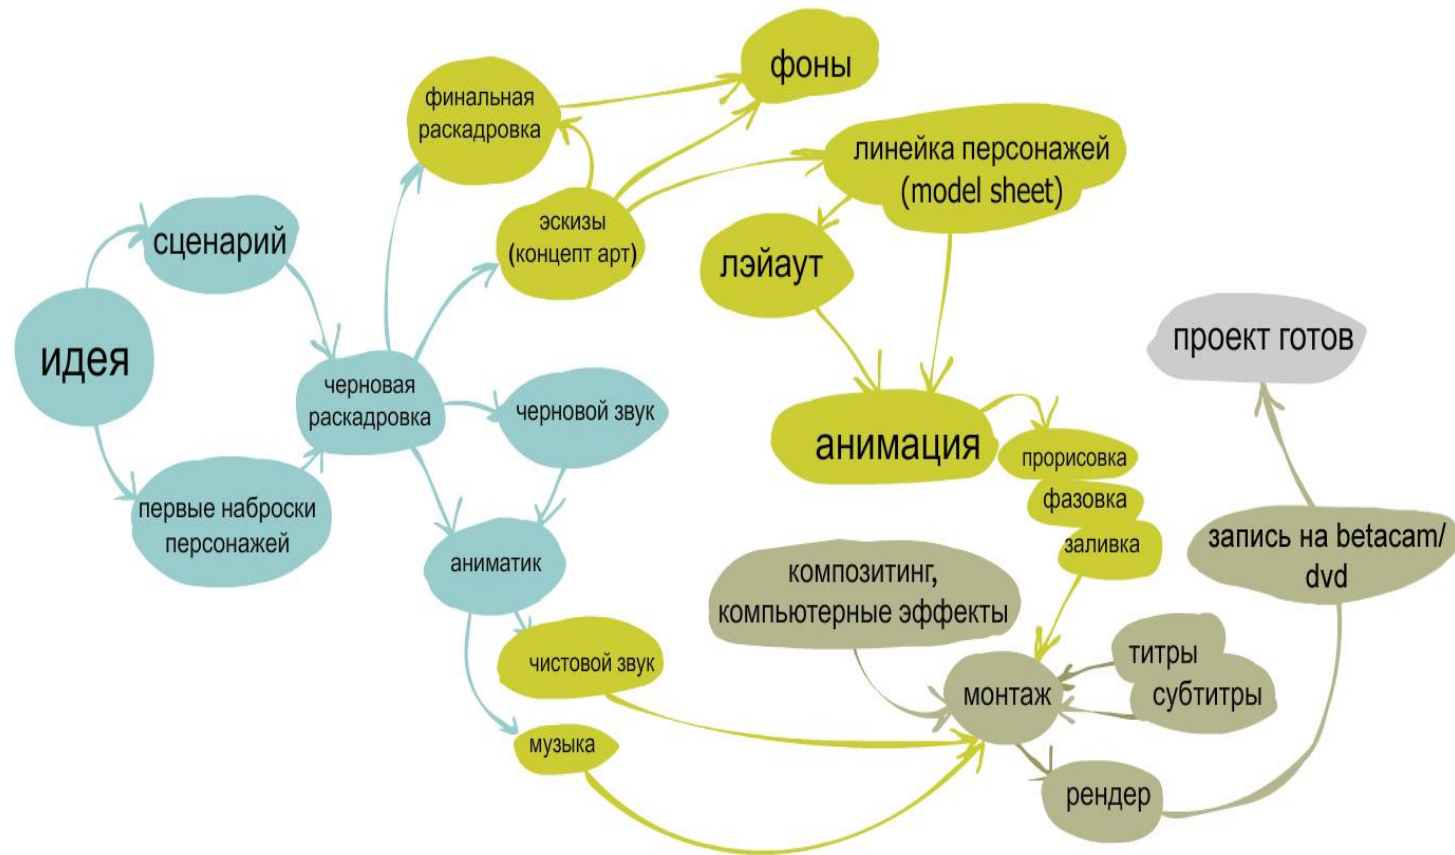 фоны
финальная
раскадровка
линейка персонажей
(model sheet)
эскизы
(концепт арт)
сценарий
лэйаут
идея
проект готов
черновая
раскадровка
черновой звук
анимация
прорисовка
фазовка
заливка
первые наброски
персонажей
аниматик
композитинг,
компьютерные эффекты
запись на betacam/
dvd
чистовой звук
титры
субтитры
монтаж
музыка
рендер